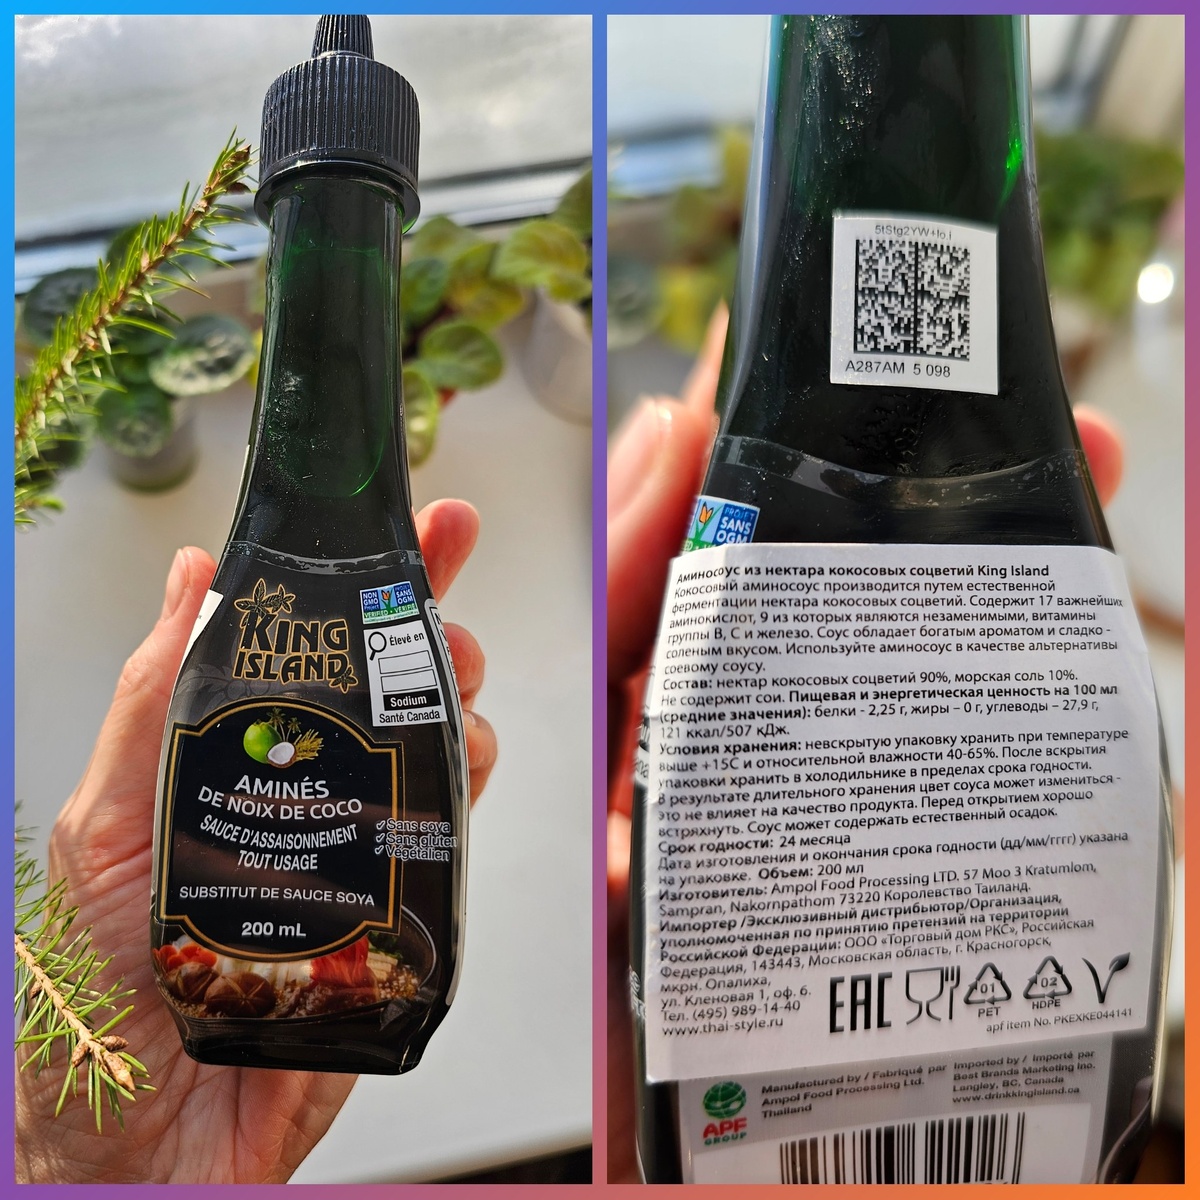 KING
ISLAND
NON
GMO
Project
VERIFIED
PROJET
SANS
OGM
VÉRIFIÉ
Élevé en
Sodium
Santé Canada
AMINÉS
DE NOIX DE COCO
SAUCE D'ASSAISONNEMENT
TOUT USAGE
SUBSTITUT DE SAUCE SOYA
200 mL
Sans soya
Sans gluten
Végétalien
5tStg2YW+lo.i
A287AM 5 098
PROJET
SANS
OGM
Аминосоус из нектара кокосовых соцветий King Island
Кокосовый аминосоус производится путем естественной
ферментации нектара кокосовых соцветий. Содержит 17 важнейших
аминокислот, 9 из которых являются незаменимыми, витамины
группы В, С и железо. Соус обладает богатым ароматом и сладко -
соленым вкусом. Используйте аминосоус в качестве альтернативы
соевому соусу.
Состав: нектар кокосовых соцветий 90%, морская соль 10%.
Не содержит сои. Пищевая и энергетическая ценность на 100 мл
(средние значения): белки - 2,25 г, жиры – 0 г, углеводы – 27,9 г,
121 ккал/507 кДж.
Условия хранения: невскрытую упаковку хранить при температуре
выше +15С и относительной влажности 40-65%. После вскрытия
упаковки хранить в холодильнике в пределах срока годности.
В результате длительного хранения цвет соуса может измениться -
это не влияет на качество продукта. Перед открытием хорошо
встряхнуть. Соус может содержать естественный осадок.
Срок годности: 24 месяца
Дата изготовления и окончания срока годности (дд/мм/гггг) указана
на упаковке. Объем: 200 мл
Изготовитель: Ampol Food Processing LTD. 57 Moo 3 Kratumlom,
Sampran, Nakornpathom 73220 Королевство Таиланд.
Импортер /Эксклюзивный дистрибьютор/Организация,
уполномоченная по принятию претензий на территории
Российской Федерации: ООО «Торговый дом РКС», Российская
Федерация, 143443, Московская область, г. Красногорск,
мкрн. Опалиха,
ул. Кленовая 1, оф. 6.
Тел. (495) 989-14-40
www.thai-style.ru
EAC
01
PET
02
HDPE
apf item No. PKEXKE044141
APF
GROUP
Manufactured by / Fabriqué par
Ampol Food Processing Ltd.
Thailand
Imported by / Importé par
Best Brands Marketing Inc.
Langley, BC, Canada
www.drinkkingisland.ca